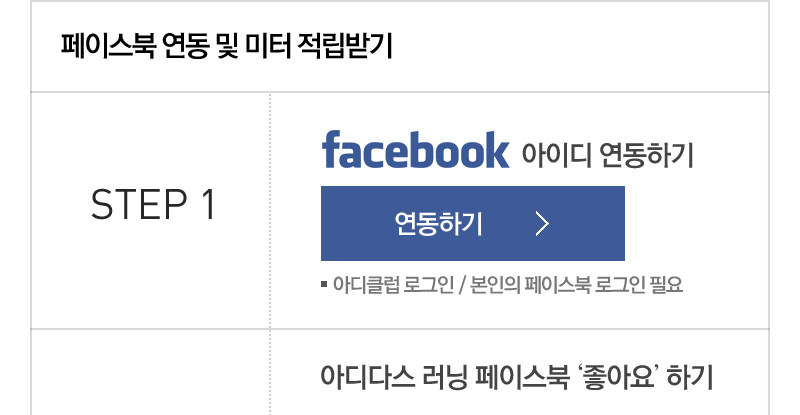 페이스북 연동 및 미터 적립받기
STEP 1
facebook 아이디 연동하기
연동하기
아디클럽 로그인 / 본인의 페이스북 로그인 필요
아디다스 러닝 페이스북 ‘좋아요’ 하기